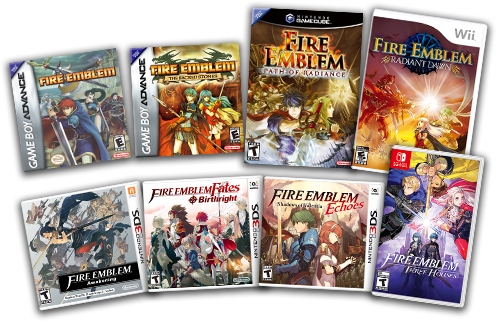 GAME BOY ADVANCE
FIRE EMBLEM
GAME BOY ADVANCE
FIRE EMBLEM
THE SACRED STONES
NINTENDO
GAMECUBE
FIRE
EMBLEM
PATH OF RADIANCE
Wii
FIRE EMBLEM
RADIANT DAWN
NINTENDO 3DS
FIRE EMBLEM
Awakening
NINTENDO 3DS
FIRE EMBLEM Fates
Birthright
NINTENDO 3DS
FIRE EMBLEM
Echoes
Shadows of Valentia
FIRE EMBLEM
THREE HOUSES